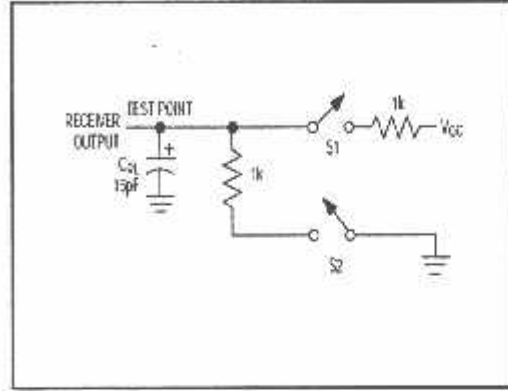 TEST POINT
RECEIVER
OUTPUT
1k
VCC
S1
CRL
15pF
1k
S2